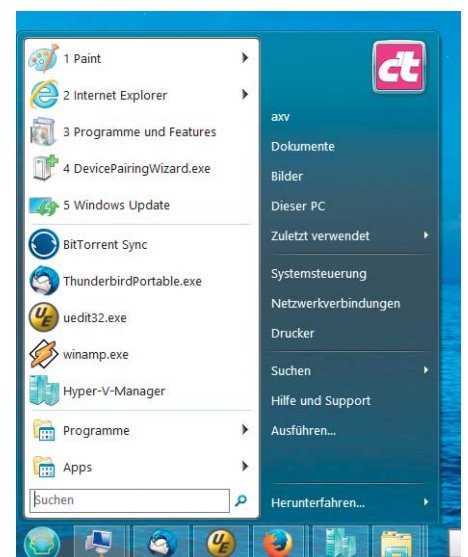 1 Paint
2 Internet Explorer
3 Programme und Features
4 DevicePairingWizard.exe
5 Windows Update
BitTorrent Sync
ThunderbirdPortable.exe
uedit32.exe
winamp.exe
Hyper-V-Manager
Programme
Apps
Suchen
c't
axv
Dokumente
Bilder
Dieser PC
Zuletzt verwendet
Systemsteuerung
Netzwerkverbindungen
Drucker
Suchen
Hilfe und Support
Ausführen...
Herunterfahren...
UE
UE